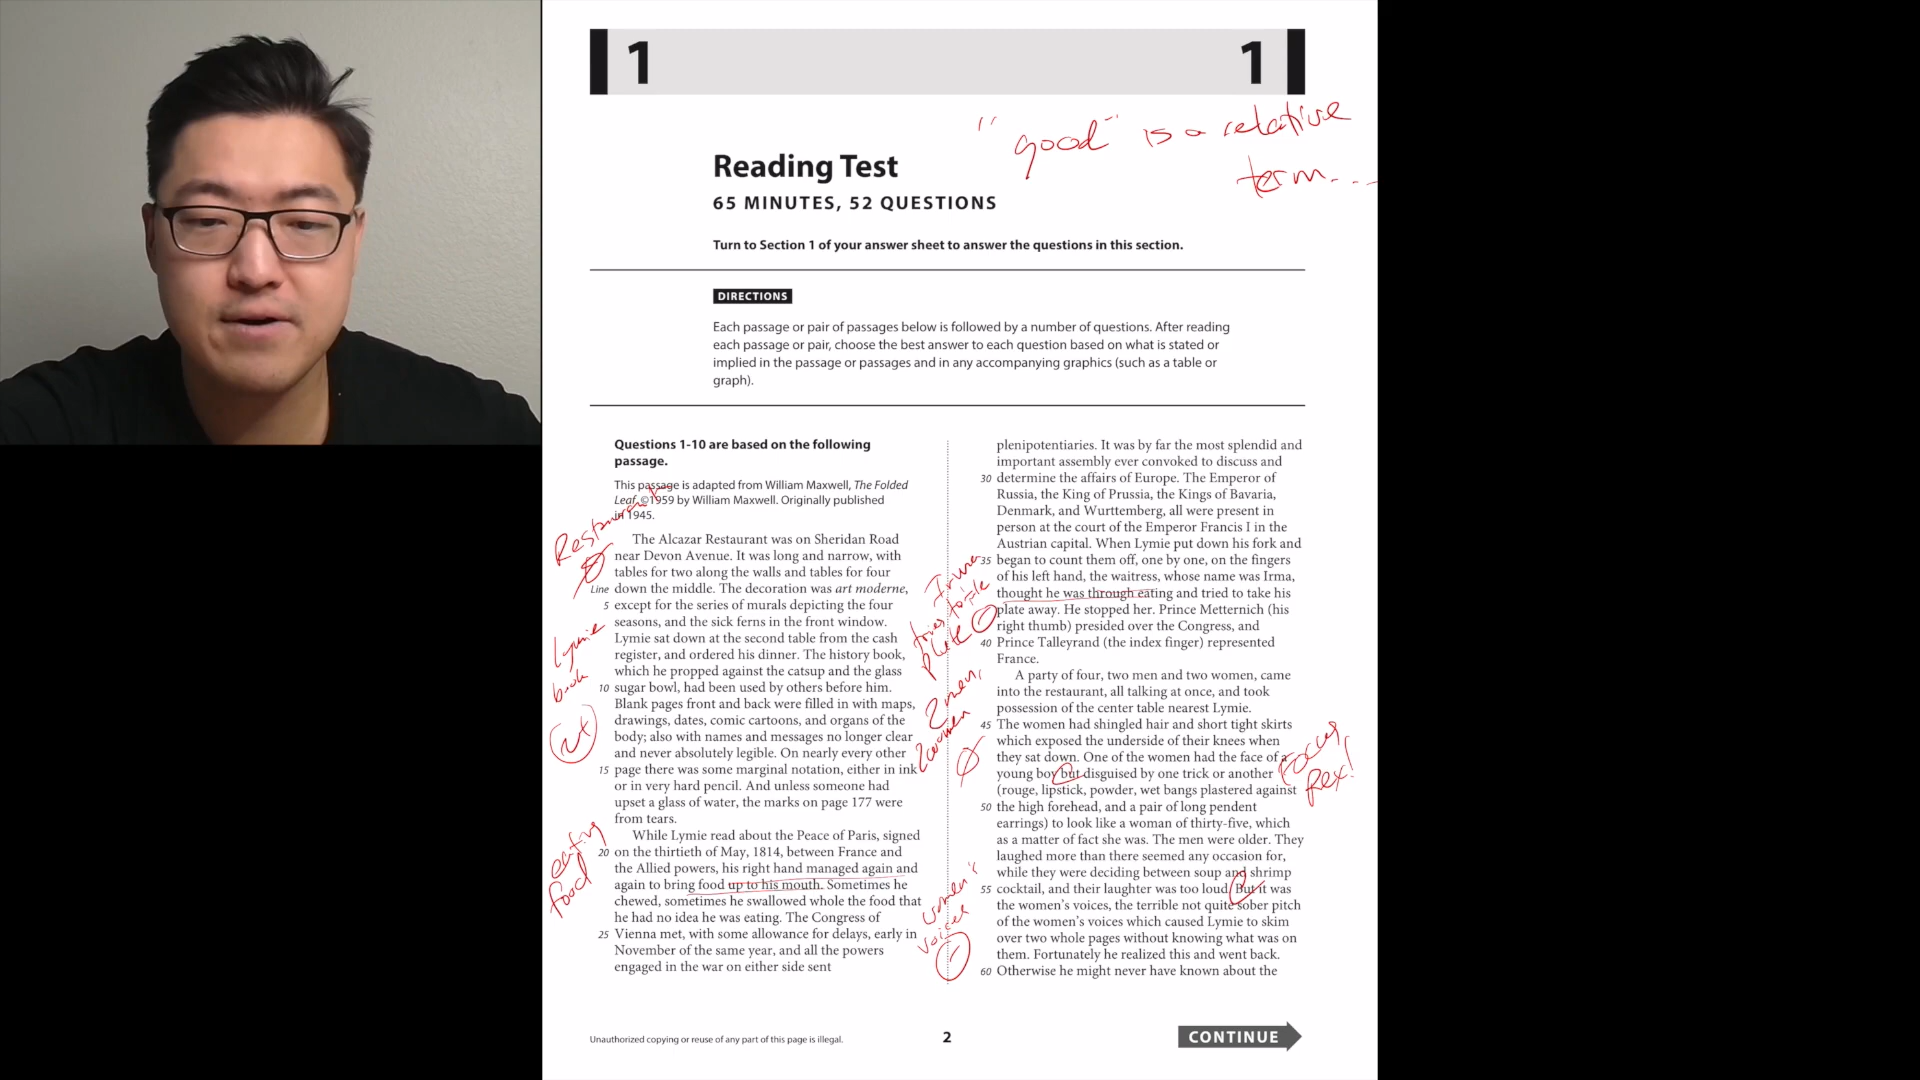 1 1
"good" is a relative
term...
Reading Test
65 MINUTES, 52 QUESTIONS
Turn to Section 1 of your answer sheet to answer the questions in this section.
DIRECTIONS
Each passage or pair of passages below is followed by a number of questions. After reading
each passage or pair, choose the best answer to each question based on what is stated or
implied in the passage or passages and in any accompanying graphics (such as a table or
graph).
Questions 1-10 are based on the following
passage.
This passage is adapted from William Maxwell, The Folded
Leaf. ©1959 by William Maxwell. Originally published
in 1945.
Restaurant
The Alcazar Restaurant was on Sheridan Road
near Devon Avenue. It was long and narrow, with
tables for two along the walls and tables for four
Line down the middle. The decoration was art moderne,
5 except for the series of murals depicting the four
seasons, and the sick ferns in the front window.
Lymie sat down at the second table from the cash
register, and ordered his dinner. The history book,
which he propped against the catsup and the glass
10 sugar bowl, had been used by others before him.
Blank pages front and back were filled in with maps,
drawings, dates, comic cartoons, and organs of the
body; also with names and messages no longer clear
and never absolutely legible. On nearly every other
15 page there was some marginal notation, either in ink
or in very hard pencil. And unless someone had
upset a glass of water, the marks on page 177 were
from tears.
Lymie
book
While Lymie read about the Peace of Paris, signed
20 on the thirtieth of May, 1814, between France and
the Allied powers, his right hand managed again and
again to bring food up to his mouth. Sometimes he
chewed, sometimes he swallowed whole the food that
he had no idea he was eating. The Congress of
25 Vienna met, with some allowance for delays, early in
November of the same year, and all the powers
engaged in the war on either side sent
eating
food
plenipotentiaries. It was by far the most splendid and
important assembly ever convoked to discuss and
30 determine the affairs of Europe. The Emperor of
Russia, the King of Prussia, the Kings of Bavaria,
Denmark, and Wurttemberg, all were present in
person at the court of the Emperor Francis I in the
Austrian capital. When Lymie put down his fork and
35 began to count them off, one by one, on the fingers
of his left hand, the waitress, whose name was Irma,
thought he was through eating and tried to take his
plate away. He stopped her. Prince Metternich (his
right thumb) presided over the Congress, and
40 Prince Talleyrand (the index finger) represented
France.
Irma
tries to
plate
A party of four, two men and two women, came
into the restaurant, all talking at once, and took
possession of the center table nearest Lymie.
45 The women had shingled hair and short tight skirts
which exposed the underside of their knees when
they sat down. One of the women had the face of a
young boy but disguised by one trick or another
(rouge, lipstick, powder, wet bangs plastered against
50 the high forehead, and a pair of long pendent
earrings) to look like a woman of thirty-five, which
as a matter of fact she was. The men were older. They
laughed more than there seemed any occasion for,
while they were deciding between soup and shrimp
55 cocktail, and their laughter was too loud. But it was
the women's voices, the terrible not quite sober pitch
of the women's voices which caused Lymie to skim
over two whole pages without knowing what was on
them. Fortunately he realized this and went back.
60 Otherwise he might never have known about the
2 men,
2 women
Focus,
Rex!
women's
voices
Unauthorized copying or reuse of any part of this page is illegal.
2
CONTINUE